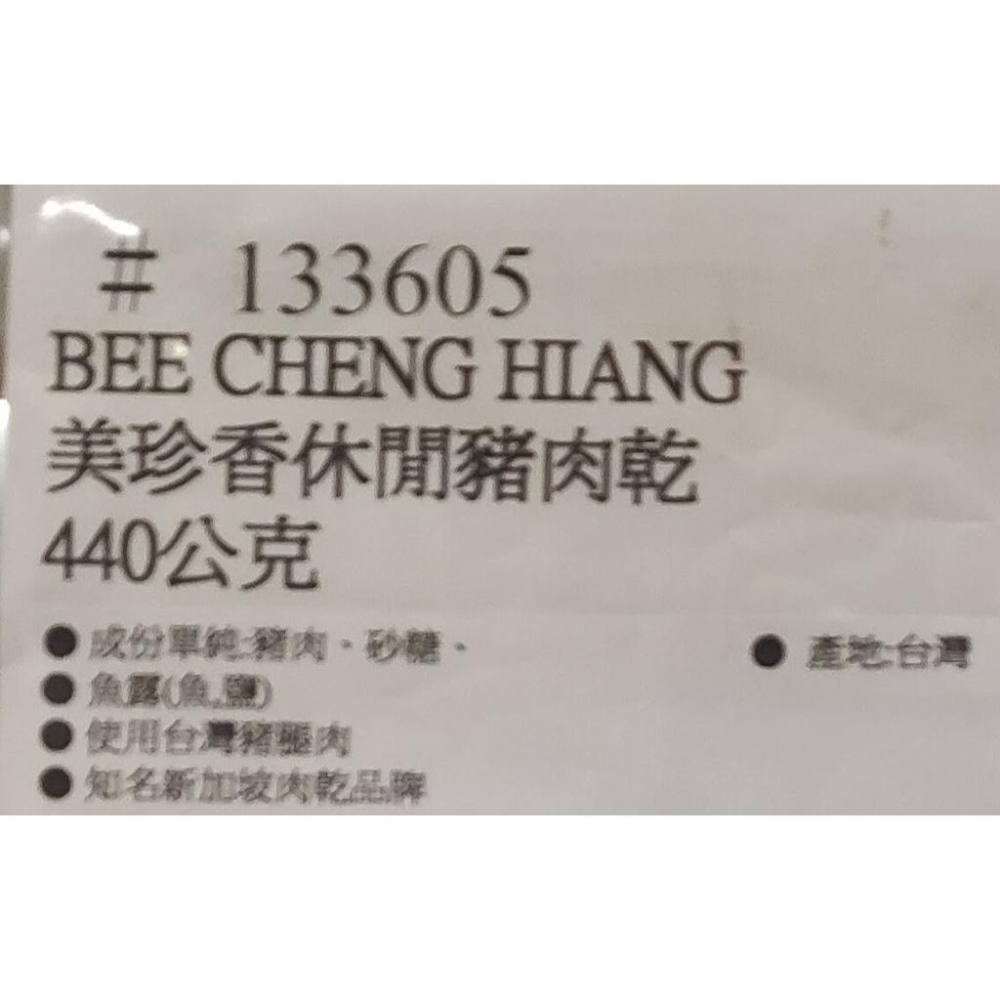 # 133605
BEE CHENG HIANG
美珍香休閒豬肉乾
440公克
● 成份單純:豬肉、砂糖、
● 產地:台灣
● 魚露(魚,鹽)
● 使用台灣豬腿肉
● 知名新加坡肉乾品牌